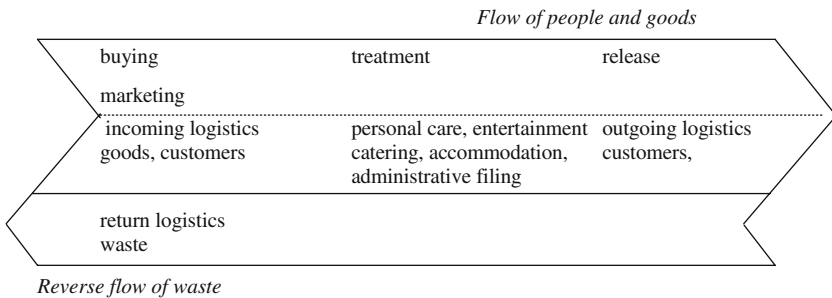 Flow of people and goods
buying treatment release
marketing
incoming logistics personal care, entertainment outgoing logistics
goods, customers catering, accommodation, customers,
administrative filing
return logistics
waste
Reverse flow of waste